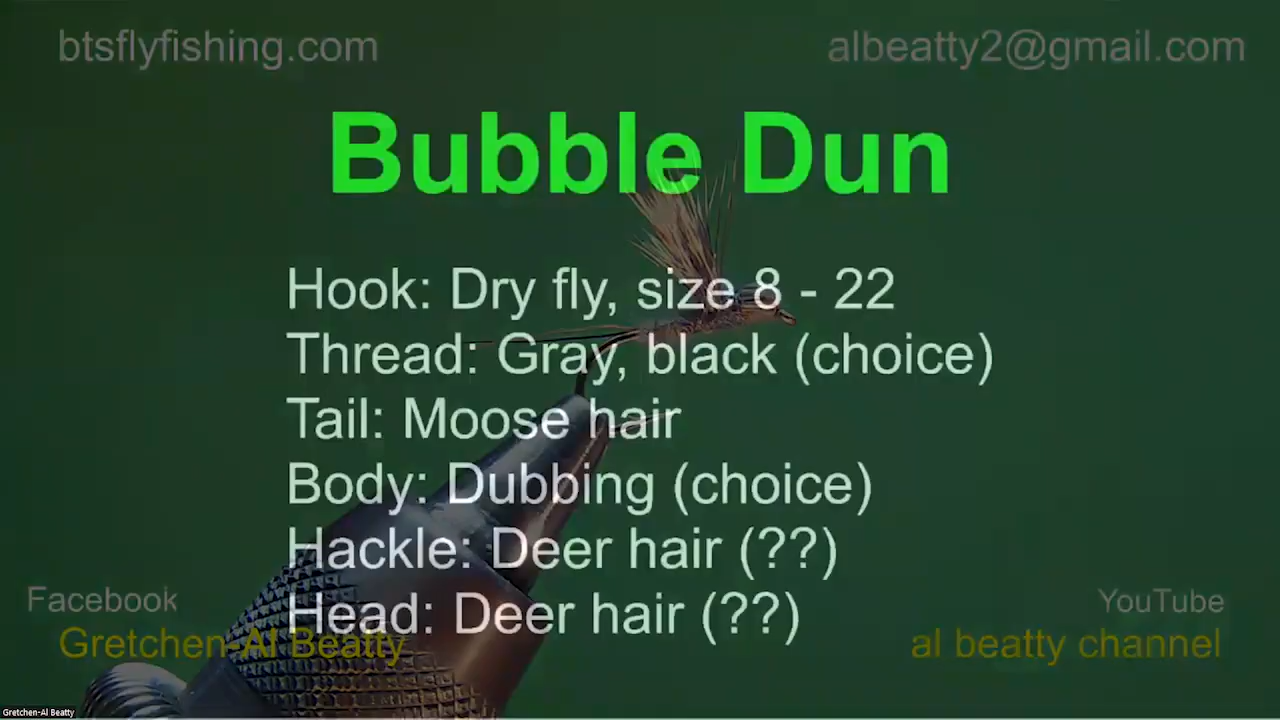 btsflyfishing.com
albeatty2@gmail.com
Bubble Dun
Hook: Dry fly, size 8 - 22
Thread: Gray, black (choice)
Tail: Moose hair
Body: Dubbing (choice)
Hackle: Deer hair (??)
Head: Deer hair (??)
Facebook
Gretchen-Al Beatty
YouTube
al beatty channel
Gretchen-Al Beatty